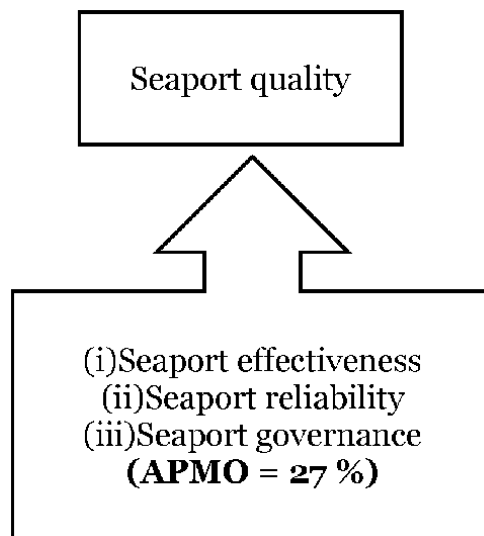 Seaport quality
(i)Seaport effectiveness
(ii)Seaport reliability
(iii)Seaport governance
(APMO = 27 %)